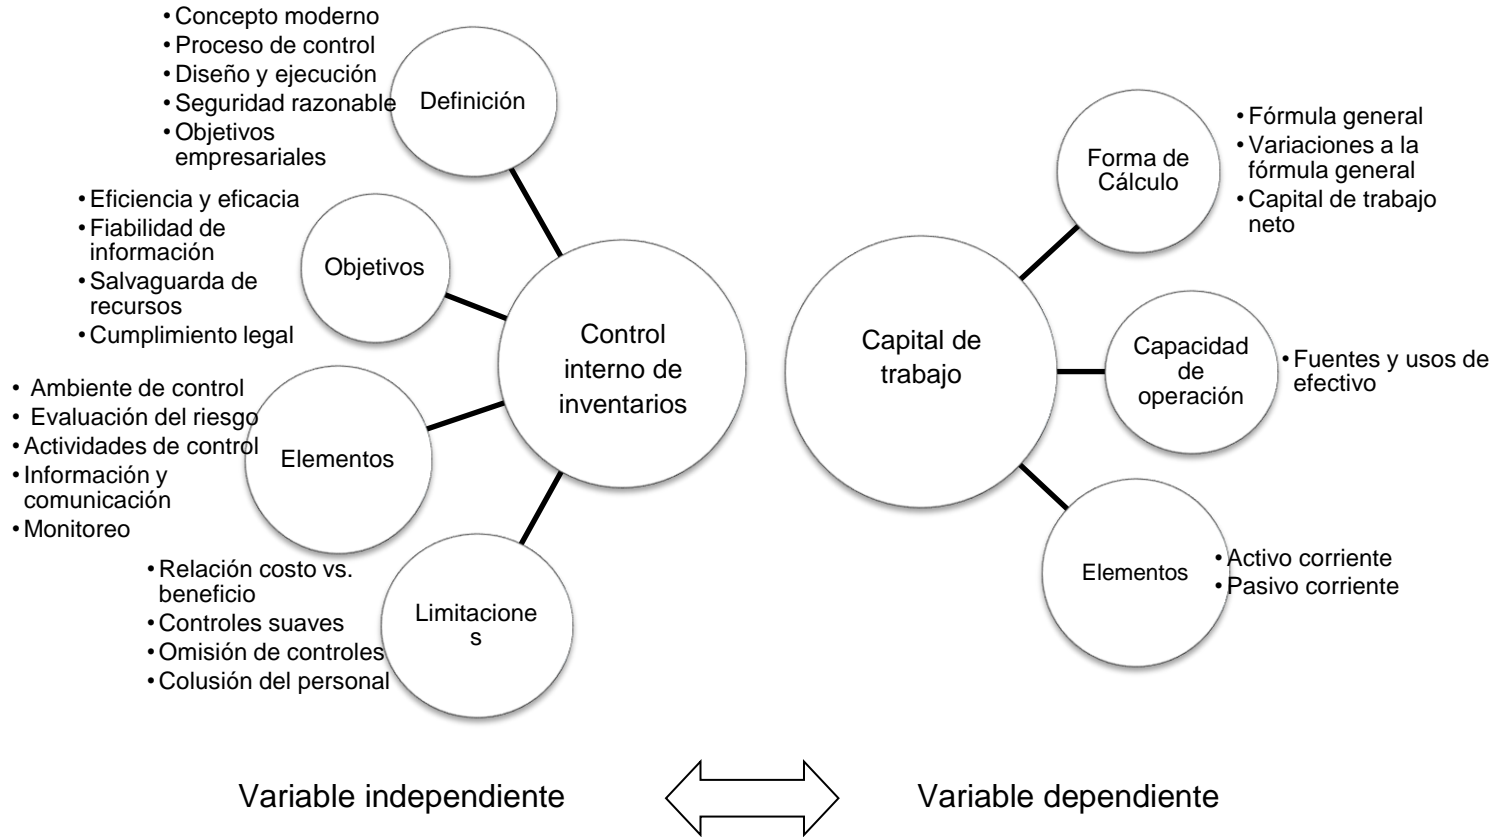 • Concepto moderno
• Proceso de control
• Diseño y ejecución
• Seguridad razonable
• Objetivos
empresariales
Definición
• Eficiencia y eficacia
• Fiabilidad de
información
• Salvaguarda de
recursos
• Cumplimiento legal
Objetivos
• Ambiente de control
• Evaluación del riesgo
• Actividades de control
• Información y
comunicación
• Monitoreo
Elementos
• Relación costo vs.
beneficio
• Controles suaves
• Omisión de controles
• Colusión del personal
Limitacione
s
Control
interno de
inventarios
Capital de
trabajo
Forma de
Cálculo
• Fórmula general
• Variaciones a la
fórmula general
• Capital de trabajo
neto
Capacidad
de
operación
• Fuentes y usos de
efectivo
Elementos
• Activo corriente
• Pasivo corriente
Variable independiente
Variable dependiente